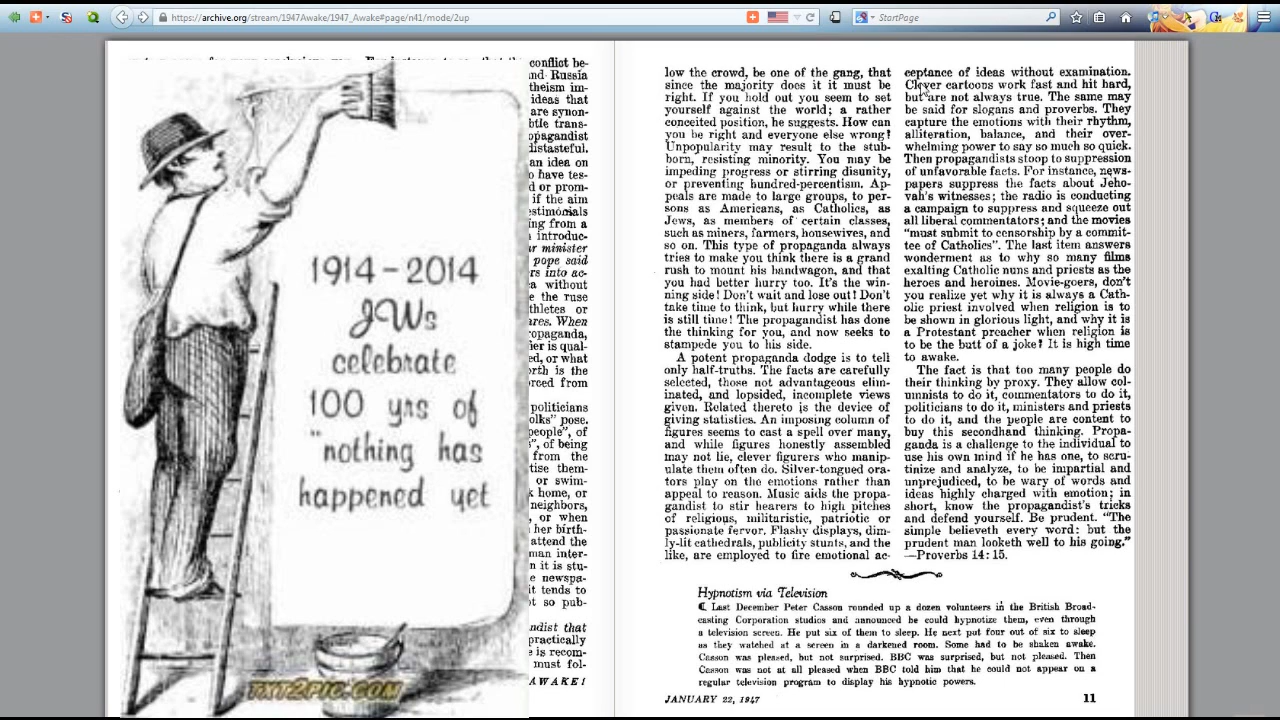 https://archive.org/stream/1947Awake/1947_Awake#page/n41/mode/2up
StartPage
conflict be-
nd Russia
theism im-
ideas that
are synon-
btle trans-
opagandist
distasteful.
an idea on
o have tes-
d or prom-
if the aim
estimonials
ing from a
introduc-
ur minister
pope said
rs into ac-
a without
e the ruse
thletes or
ares. When
ropaganda,
ier is qual-
ed, or what
orth is the
orced from
politicians
olks" pose.
people", of
s", of being
from the
tise them-
or swim-
k home, or
neighbors,
, or when
her birth-
attend the
man inter-
n it is stu-
e newspa-
it tends to
ot so pub-
ndist that
practically
e is recom-
must fol-
AWAKE!
1914-2014
JWs
celebrate
100 yrs of
"nothing has
happened yet
TXT2PIC.COM
low the crowd, be one of the gang, that
since the majority does it it must be
right. If you hold out you seem to set
yourself against the world; a rather
conceited position, he suggests. How can
you be right and everyone else wrong?
Unpopularity may result to the stub-
born, resisting minority. You may be
impeding progress or stirring disunity,
or preventing hundred-percentism. Ap-
peals are made to large groups, to per-
sons as Americans, as Catholics, as
Jews, as members of certain classes,
such as miners, farmers, housewives, and
so on. This type of propaganda always
tries to make you think there is a grand
rush to mount his bandwagon, and that
you had better hurry too. It's the win-
ning side! Don't wait and lose out! Don't
take time to think, but hurry while there
is still time! The propagandist has done
the thinking for you, and now seeks to
stampede you to his side.
A potent propaganda dodge is to tell
only half-truths. The facts are carefully
selected, those not advantageous elim-
inated, and lopsided, incomplete views
given. Related thereto is the device of
giving statistics. An imposing column of
figures seems to cast a spell over many,
and while figures honestly assembled
may not lie, clever figurers who manip-
ulate them often do. Silver-tongued ora-
tors play on the emotions rather than
appeal to reason. Music aids the propa-
gandist to stir hearers to high pitches
of religious, militaristic, patriotic or
passionate fervor. Flashy displays, dim-
ly-lit cathedrals, publicity stunts, and the
like, are employed to fire emotional ac-
ceptance of ideas without examination.
Clever cartoons work fast and hit hard,
but are not always true. The same may
be said for slogans and proverbs. They
capture the emotions with their rhythm,
alliteration, balance, and their over-
whelming power to say so much so quick.
Then propagandists stoop to suppression
of unfavorable facts. For instance, news-
papers suppress the facts about Jeho-
vah's witnesses; the radio is conducting
a campaign to suppress and squeeze out
all liberal commentators; and the movies
"must submit to censorship by a commit-
tee of Catholics". The last item answers
wonderment as to why so many films
exalting Catholic nuns and priests as the
heroes and heroines. Movie-goers, don't
you realize yet why it is always a Cath-
olic priest involved when religion is to
be shown in glorious light, and why it is
a Protestant preacher when religion is
to be the butt of a joke? It is high time
to awake.
The fact is that too many people do
their thinking by proxy. They allow col-
umnists to do it, commentators to do it,
politicians to do it, ministers and priests
to do it, and the people are content to
buy this secondhand thinking. Propa-
ganda is a challenge to the individual to
use his own mind if he has one, to scru-
tinize and analyze, to be impartial and
unprejudiced, to be wary of words and
ideas highly charged with emotion; in
short, know the propagandist's tricks
and defend yourself. Be prudent. "The
simple believeth every word: but the
prudent man looketh well to his going."
—Proverbs 14:15.
Hypnotism via Television
¶ Last December Peter Casson rounded up a dozen volunteers in the British Broad-
casting Corporation studios and announced he could hypnotize them, even through
a television screen. He put six of them to sleep. He next put four out of six to sleep
as they watched at a screen in a darkened room. Some had to be shaken awake.
Casson was pleased, but not surprised. BBC was surprised, but not pleased. Then
Casson was not at all pleased when BBC told him that he could not appear on a
regular television program to display his hypnotic powers.
JANUARY 22, 1947
11